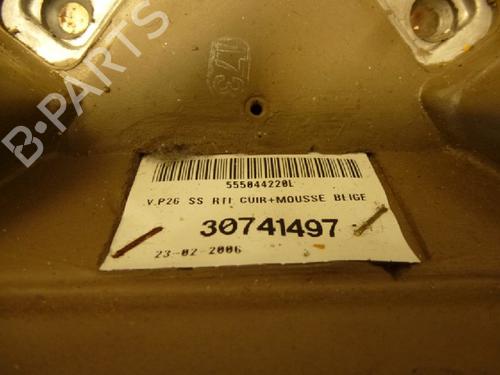 173
B-PARTS
555044220L
V.P26 SS RTI CUIR+MOUSSE BEIGE
30741497
23-02-2006